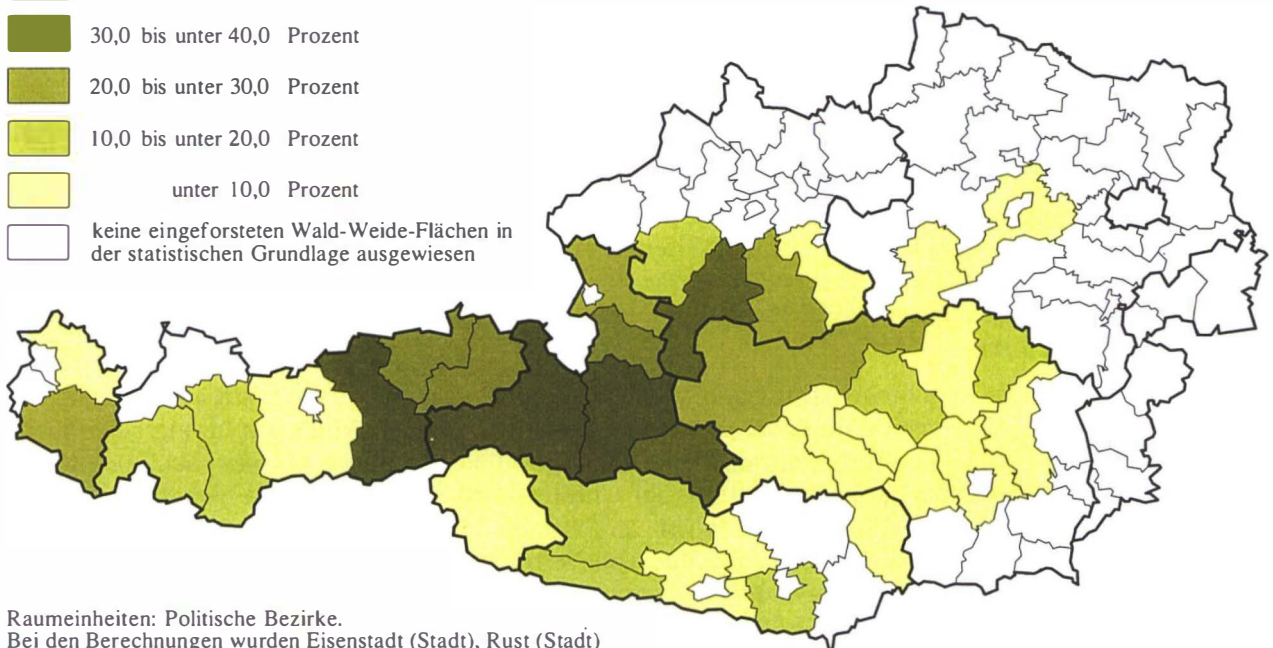 30,0 bis unter 40,0 Prozent
20,0 bis unter 30,0 Prozent
10,0 bis unter 20,0 Prozent
unter 10,0 Prozent
keine eingeforsteten Wald-Weide-Flächen in
der statistischen Grundlage ausgewiesen
Raumeinheiten: Politische Bezirke.
Bei den Berechnungen wurden Eisenstadt (Stadt), Rust (Stadt)